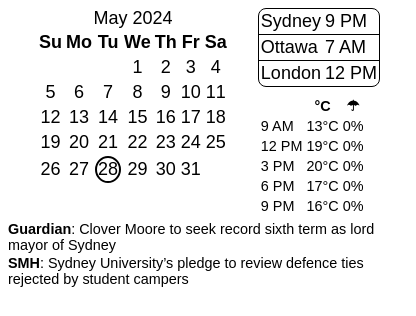 May 2024
Su Mo Tu We Th Fr Sa
1 2 3 4
5 6 7 8 9 10 11
12 13 14 15 16 17 18
19 20 21 22 23 24 25
26 27 28 29 30 31
Sydney 9 PM
Ottawa 7 AM
London 12 PM
°C ☂
9 AM 13°C 0%
12 PM 19°C 0%
3 PM 20°C 0%
6 PM 17°C 0%
9 PM 16°C 0%
Guardian: Clover Moore to seek record sixth term as lord
mayor of Sydney
SMH: Sydney University’s pledge to review defence ties
rejected by student campers